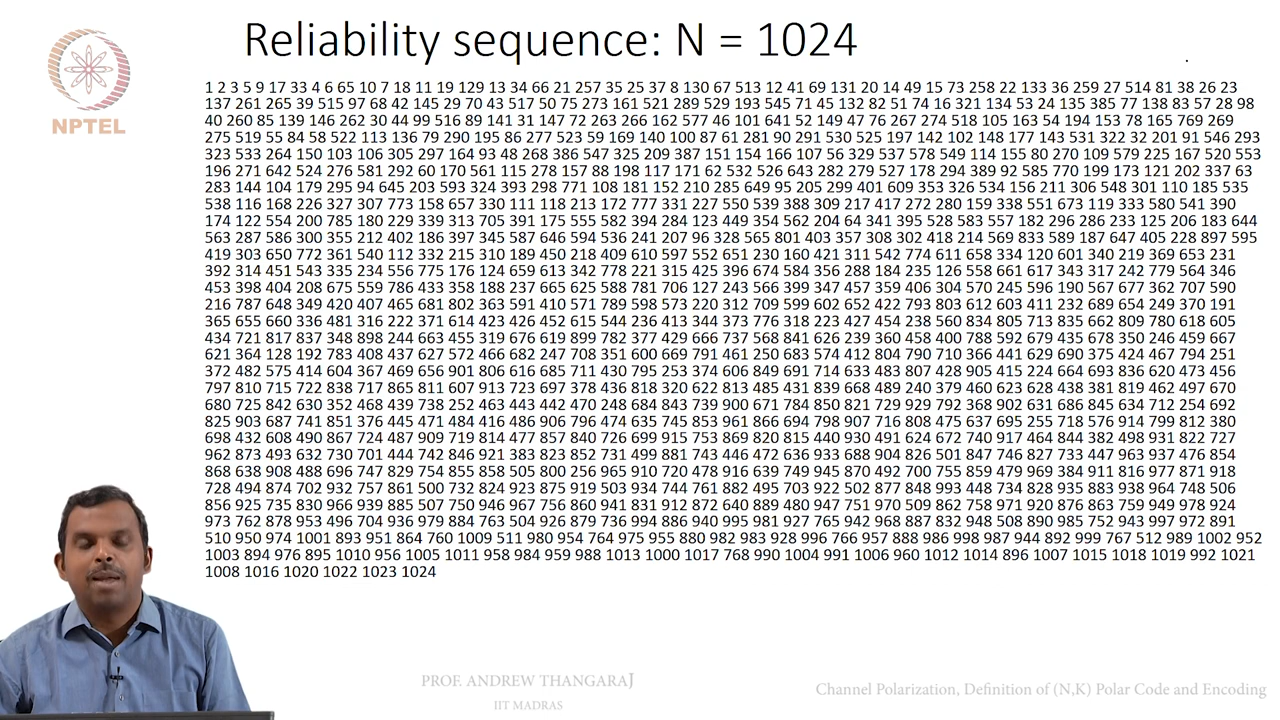 Reliability sequence: N = 1024
NPTEL
1 2 3 5 9 17 33 4 6 65 10 7 18 11 19 129 13 34 66 21 257 35 25 37 8 130 67 513 12 41 69 131 20 14 49 15 73 258 22 133 36 259 27 514 81 38 26 23
137 261 265 39 515 97 68 42 145 29 70 43 517 50 75 273 161 521 289 529 193 545 71 45 132 82 51 74 16 321 134 53 24 135 385 77 138 83 57 28 98
40 260 85 139 146 262 30 44 99 516 89 141 31 147 72 263 266 162 577 46 101 641 52 149 47 76 267 274 518 105 163 54 194 153 78 165 769 269
275 519 55 84 58 522 113 136 79 290 195 86 277 523 59 169 140 100 87 61 281 90 291 530 525 197 142 102 148 177 143 531 322 32 201 91 546 293
323 533 264 150 103 106 305 297 164 93 48 268 386 547 325 209 387 151 154 166 107 56 329 537 578 549 114 155 80 270 109 579 225 167 520 553
196 271 642 524 276 581 292 60 170 561 115 278 157 88 198 117 171 62 532 526 643 282 279 527 178 294 389 92 585 770 199 173 121 202 337 63
283 144 104 179 295 94 645 203 593 324 393 298 771 108 181 152 210 285 649 95 205 299 401 609 353 326 534 156 211 306 548 301 110 185 535
538 116 168 226 327 307 773 158 657 330 111 118 213 172 777 331 227 550 539 388 309 217 417 272 280 159 338 551 673 119 333 580 541 390
174 122 554 200 785 180 229 339 313 705 391 175 555 582 394 284 123 449 354 562 204 64 341 395 528 583 557 182 296 286 233 125 206 183 644
563 287 586 300 355 212 402 186 397 345 587 646 594 536 241 207 96 328 565 801 403 357 308 302 418 214 569 833 589 187 647 405 228 897 595
419 303 650 772 361 540 112 332 215 310 189 450 218 409 610 597 552 651 230 160 421 311 542 774 611 658 334 120 601 340 219 369 653 231
392 314 451 543 335 234 556 775 176 124 659 613 342 778 221 315 425 396 674 584 356 288 184 235 126 558 661 617 343 317 242 779 564 346
453 398 404 208 675 559 786 433 358 188 237 665 625 588 781 706 127 243 566 399 347 457 359 406 304 570 245 596 190 567 677 362 707 590
216 787 648 349 420 407 465 681 802 363 591 410 571 789 598 573 220 312 709 599 602 652 422 793 803 612 603 411 232 689 654 249 370 191
365 655 660 336 481 316 222 371 614 423 426 452 615 544 236 413 344 373 776 318 223 427 454 238 560 834 805 713 835 662 809 780 618 605
434 721 817 837 348 898 244 663 455 319 676 619 899 782 377 429 666 737 568 841 626 239 360 458 400 788 592 679 435 678 350 246 459 667
621 364 128 192 783 408 437 627 572 466 682 247 708 351 600 669 791 461 250 683 574 412 804 790 710 366 441 629 690 375 424 467 794 251
372 482 575 414 604 367 469 656 901 806 616 685 711 430 795 253 374 606 849 691 714 633 483 807 428 905 415 224 664 693 836 620 473 456
797 810 715 722 838 717 865 811 607 913 723 697 378 436 818 320 622 813 485 431 839 668 489 240 379 460 623 628 438 381 819 462 497 670
680 725 842 630 352 468 439 738 252 463 443 442 470 248 684 843 739 900 671 784 850 821 729 929 792 368 902 631 686 845 634 712 254 692
825 903 687 741 851 376 445 471 484 416 486 906 796 474 635 745 853 961 866 694 798 907 716 808 475 637 695 255 718 576 914 799 812 380
698 432 608 490 867 724 487 909 719 814 477 857 840 726 699 915 753 869 820 815 440 930 491 624 672 740 917 464 844 382 498 931 822 727
962 873 493 632 730 701 444 742 846 921 383 823 852 731 499 881 743 446 472 636 933 688 904 826 501 847 746 827 733 447 963 937 476 854
868 638 908 488 696 747 829 754 855 858 505 800 256 965 910 720 478 916 639 749 945 870 492 700 755 859 479 969 384 911 816 977 871 918
728 494 874 702 932 757 861 500 732 824 923 875 919 503 934 744 761 882 495 703 922 502 877 848 993 448 734 828 935 883 938 964 748 506
856 925 735 830 966 939 885 507 750 946 967 756 860 941 831 912 872 640 889 480 947 751 970 509 862 758 971 920 876 863 759 949 978 924
973 762 878 953 496 704 936 979 884 763 504 926 879 736 994 886 940 995 981 927 765 942 968 887 832 948 508 890 985 752 943 997 972 891
510 950 974 1001 893 951 864 760 1009 511 980 954 764 975 955 880 982 983 928 996 766 957 888 986 998 987 944 892 999 767 512 989 1002 952
1003 894 976 895 1010 956 1005 1011 958 984 959 988 1013 1000 1017 768 990 1004 991 1006 960 1012 1014 896 1007 1015 1018 1019 992 1021
1008 1016 1020 1022 1023 1024
PROF. ANDREW THANGARAJ
IIT MADRAS
Channel Polarization, Definition of (N,K) Polar Code and Encoding